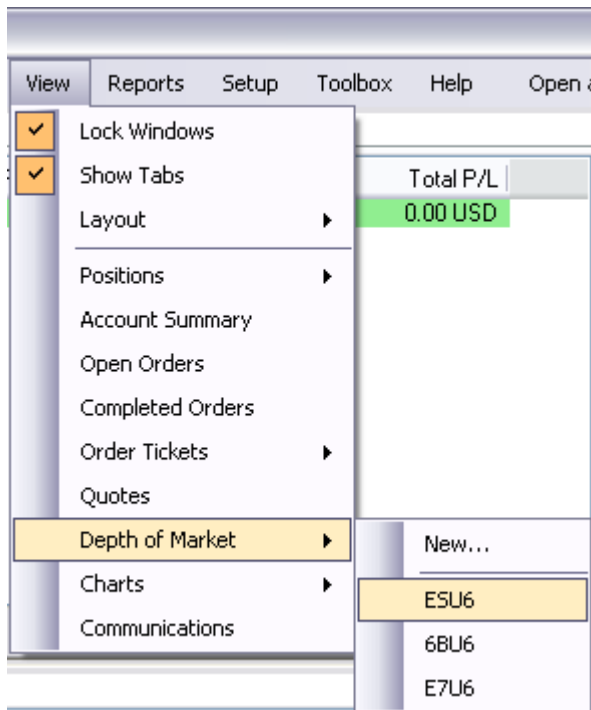 View Reports Setup Toolbox Help Open
Lock Windows
Show Tabs
Total P/L
Layout
0.00 USD
Positions
Account Summary
Open Orders
Completed Orders
Order Tickets
Quotes
Depth of Market
New...
Charts
ESU6
Communications
6BU6
E7U6